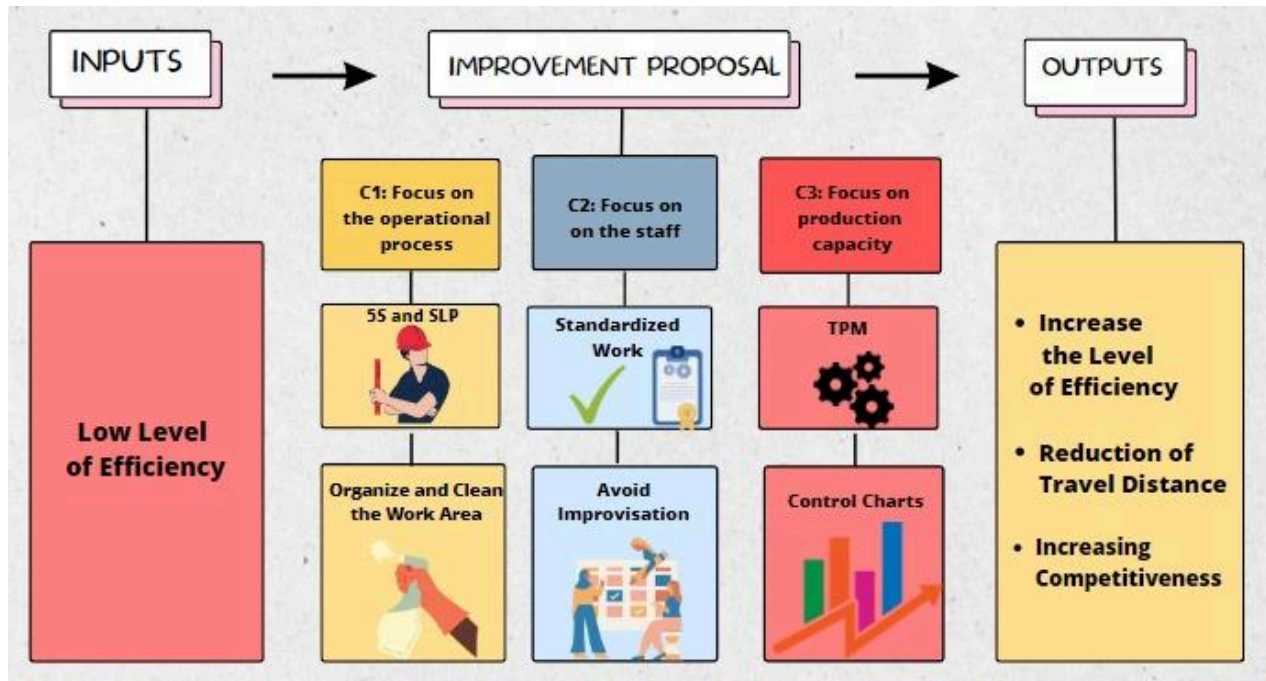 INPUTS
IMPROVEMENT PROPOSAL
OUTPUTS
Low Level
of Efficiency
C1: Focus on
the operational
process
5S and SLP
Organize and Clean
the Work Area
C2: Focus on
on the staff
Standardized
Work
Avoid
Improvisation
C3: Focus on
production
capacity
TPM
Control Charts
• Increase
the Level
of Efficiency
• Reduction of
Travel Distance
• Increasing
Competitiveness